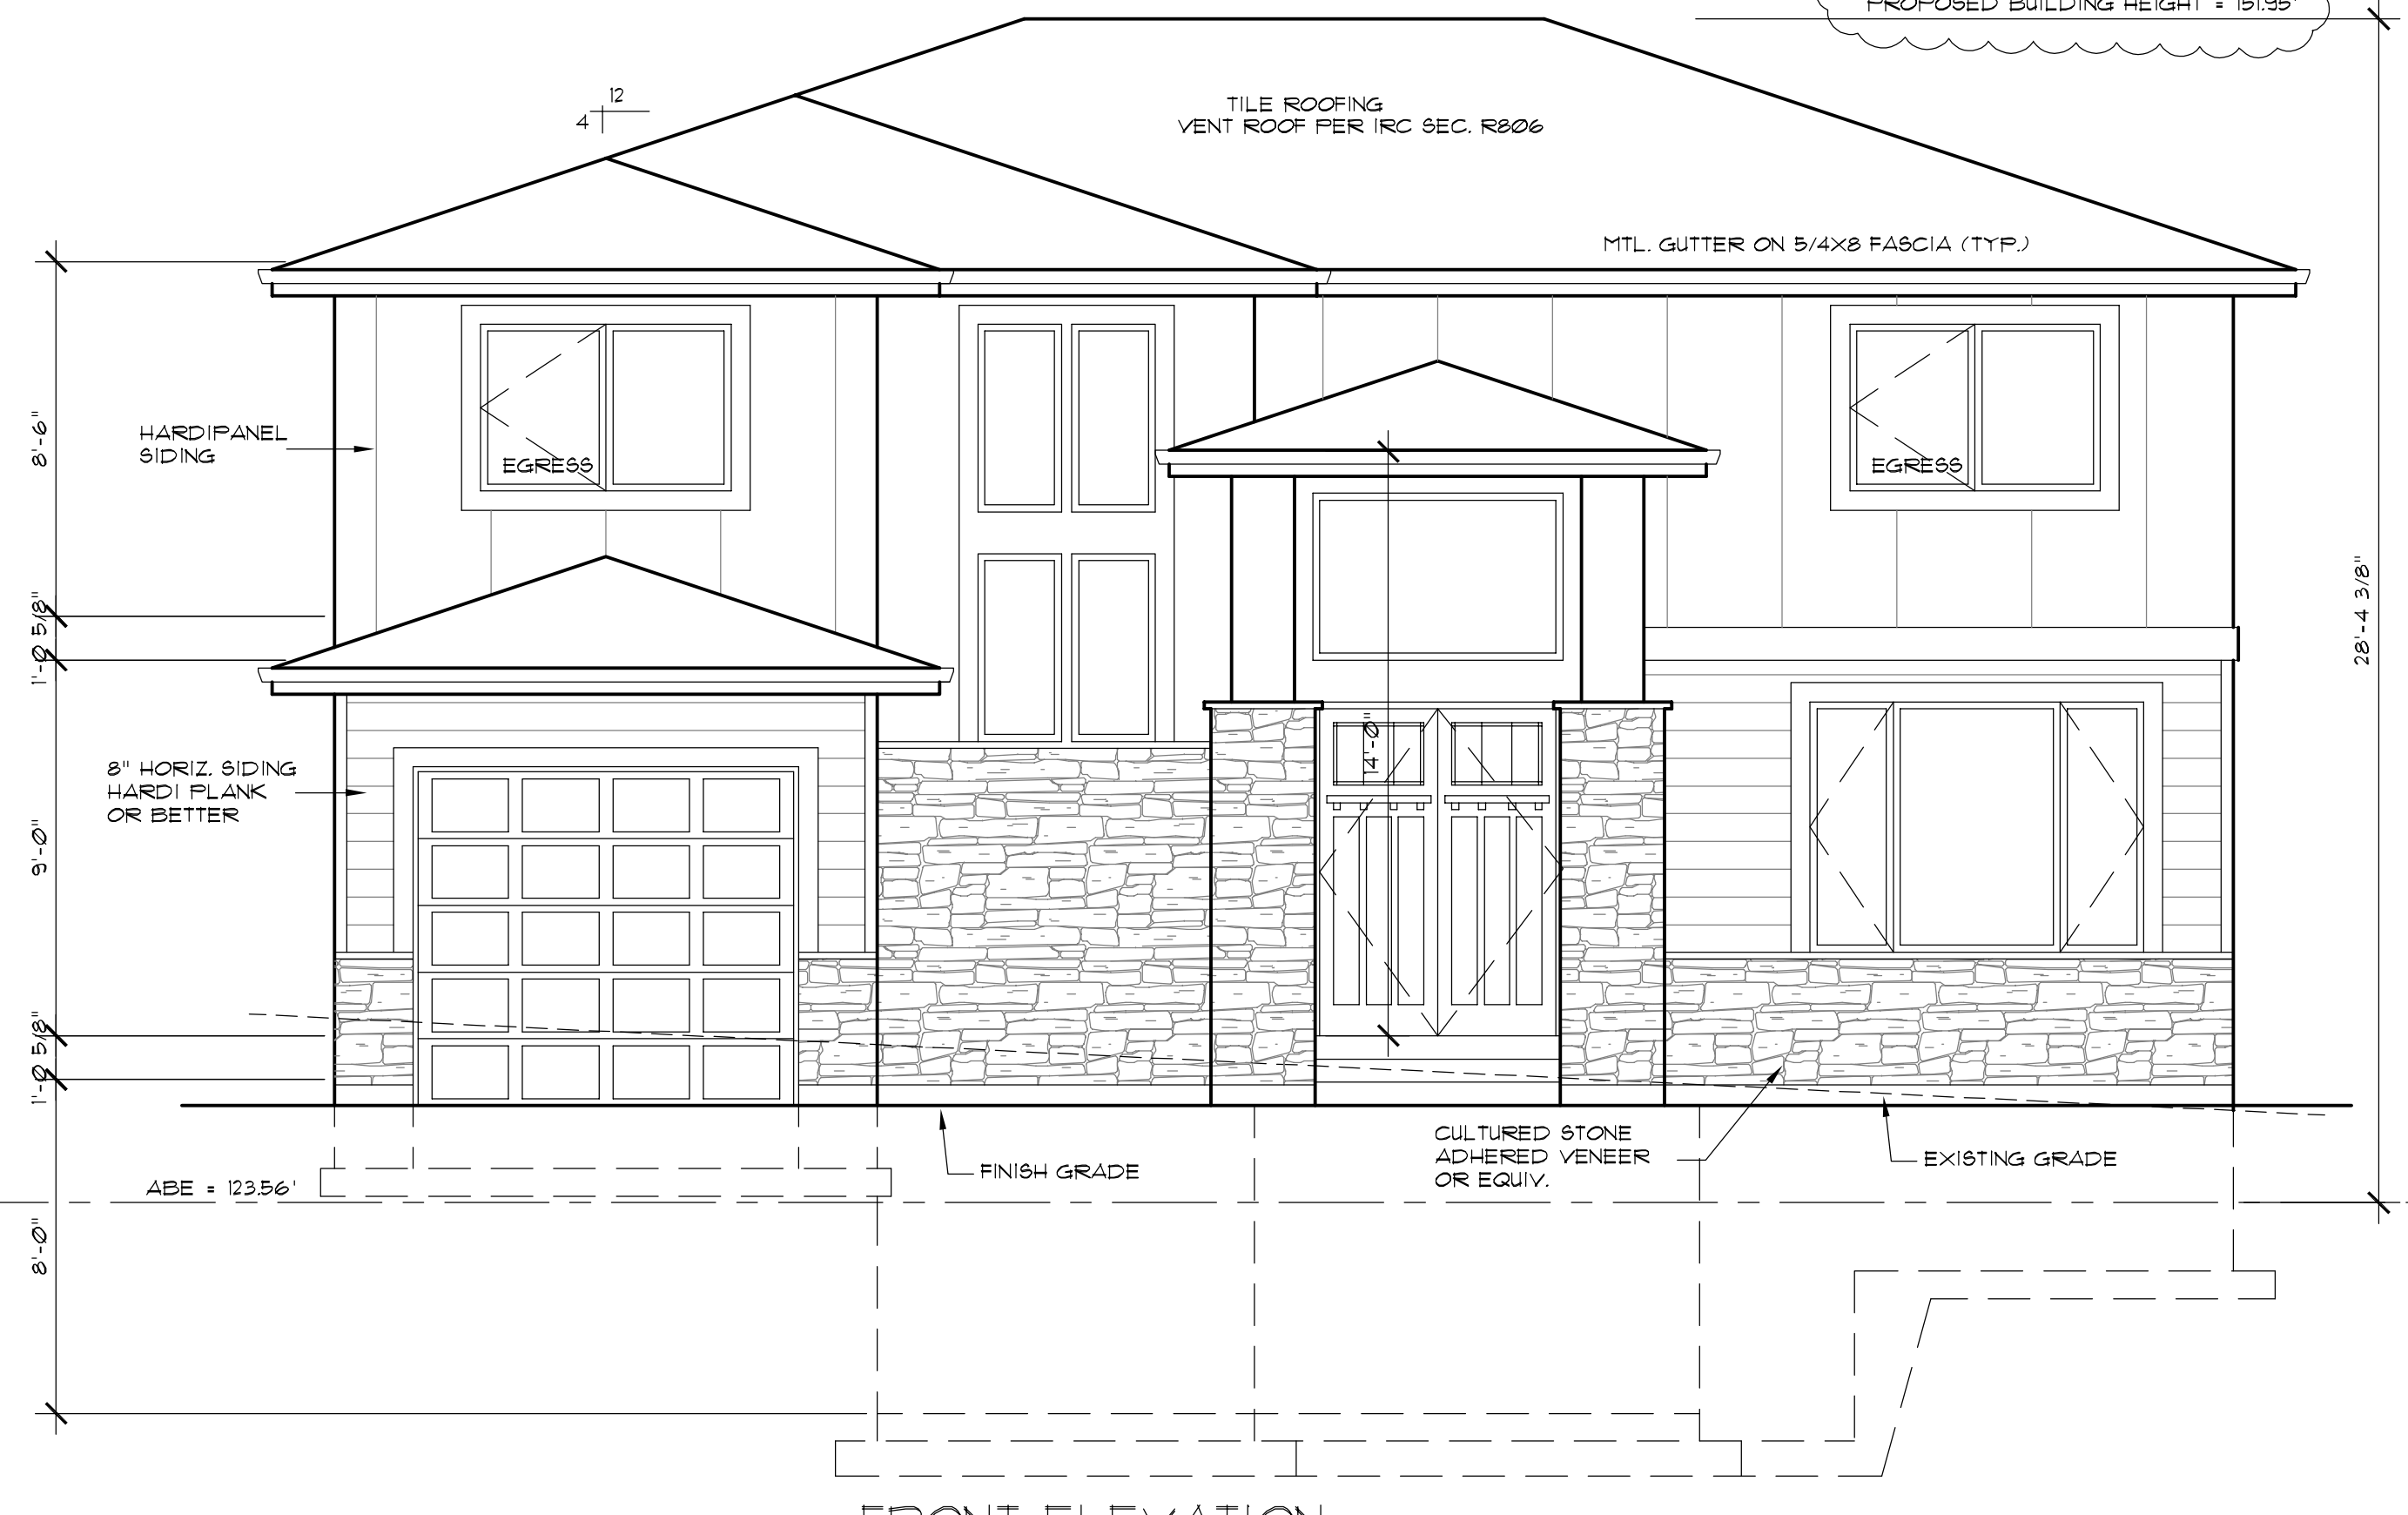 PROPOSED BUILDING HEIGHT = 151.95'
12
4
TILE ROOFING
VENT ROOF PER IRC SEC. R806
MTL. GUTTER ON 5/4X8 FASCIA (TYP.)
8'-6"
HARDIPANEL
SIDING
EGRESS
EGRESS
1'-0 5/8"
28'-4 3/8"
14'-0"
8" HORIZ. SIDING
HARDI PLANK
OR BETTER
9'-0"
1'-0 5/8"
CULTURED STONE
ADHERED VENEER
OR EQUIV.
FINISH GRADE
EXISTING GRADE
ABE = 123.56'
8'-0"
FRONT ELEVATION